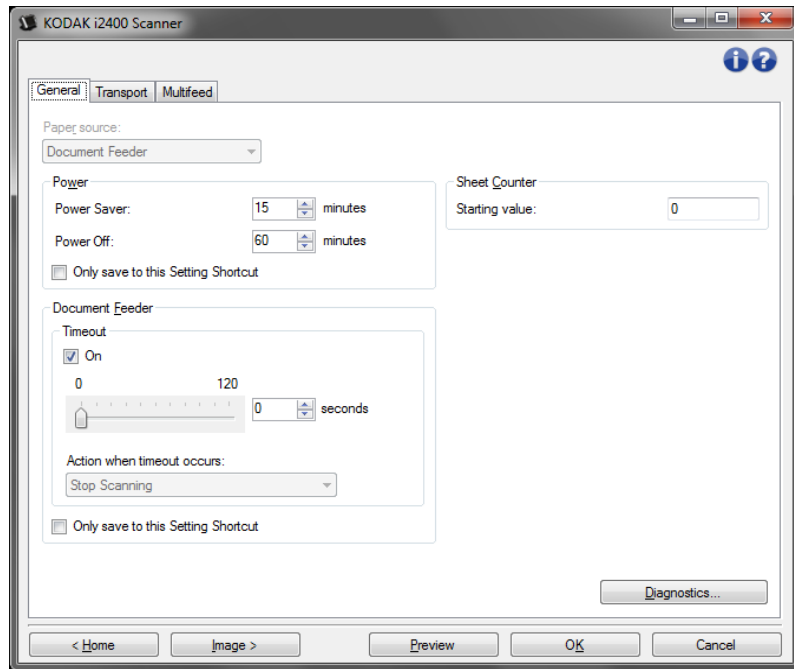 KODAK i2400 Scanner
General Transport Multifeed
Paper source:
Document Feeder
Power
Power Saver: 15 minutes
Power Off: 60 minutes
Only save to this Setting Shortcut
Sheet Counter
Starting value: 0
Document Feeder
Timeout
On
0 120
0 seconds
Action when timeout occurs:
Stop Scanning
Only save to this Setting Shortcut
Diagnostics...
< Home Image > Preview OK Cancel